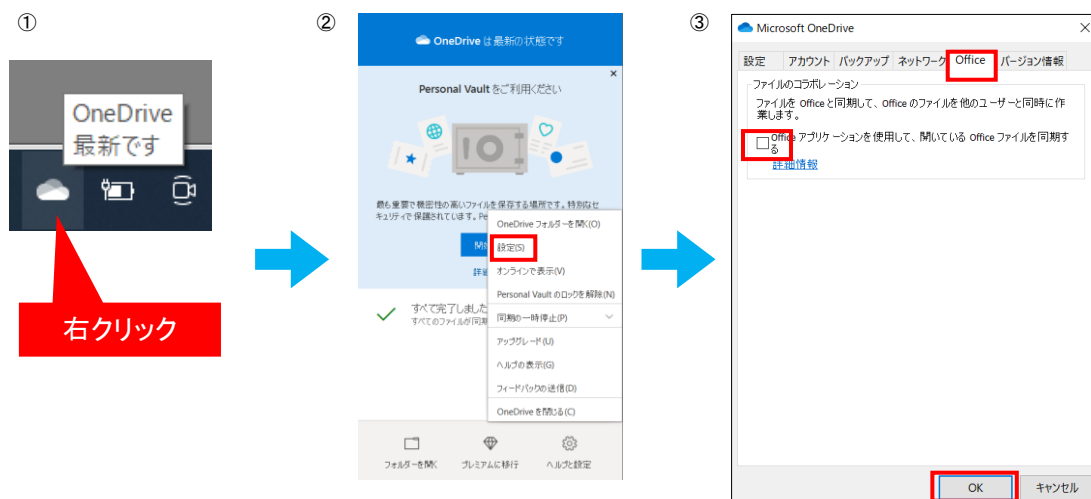 ①
OneDrive
最新です
右クリック
②
OneDrive は最新の状態です
×
Personal Vault をご利用ください
最も重要で機密性の高いファイルを保存する場所です。特別なセ
キュリティで保護されています。Pe
開始
詳細
すべて完了しました
すべてのファイルが同期
OneDrive フォルダーを開く(O)
設定(S)
オンラインで表示(V)
Personal Vault のロックを解除(N)
同期の一時停止(P)
アップグレード(U)
ヘルプの表示(G)
フィードバックの送信(D)
OneDrive を閉じる(C)
フォルダーを開く
プレミアムに移行
ヘルプと設定
③
Microsoft OneDrive
設定 アカウント バックアップ ネットワーク Office バージョン情報
ファイルのコラボレーション
ファイルを Office と同期して、Office のファイルを他のユーザーと同時に作
業します。
Office アプリケーションを使用して、開いている Office ファイルを同期す
る
詳細情報
OK
キャンセル